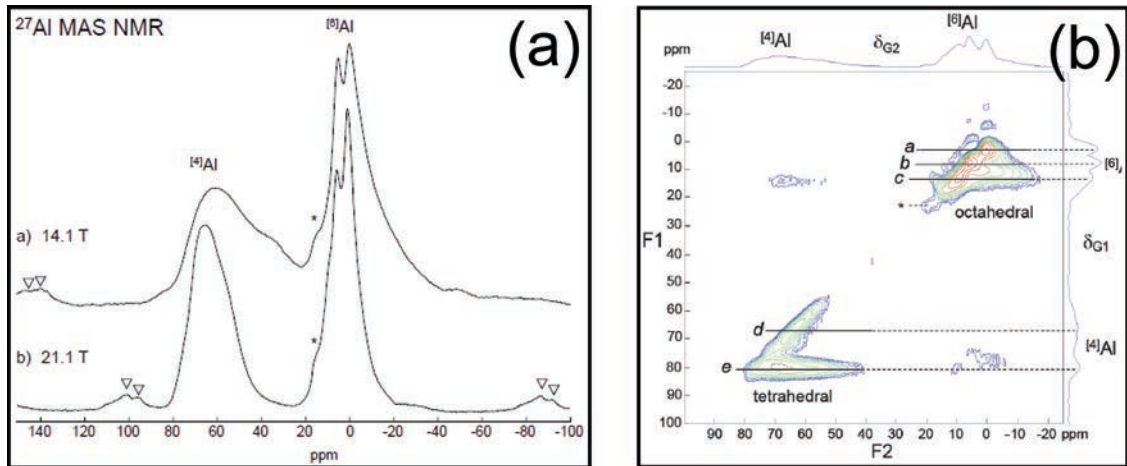 ²⁷Al MAS NMR
(a)
[6]Al
[4]Al
*
a) 14.1 T
*
b) 21.1 T
140 120 100 80 60 40 20 0 -20 -40 -60 -80 -100
ppm
(b)
[6]Al
[4]Al
δG2
ppm
-20
-10
0
10
20
30
40
50
60
70
80
90
100
F1
a
b
c
*
octahedral
d
e
tetrahedral
[6]A
δG1
[4]Al
90 80 70 60 50 40 30 20 10 0 -10 -20 ppm
F2